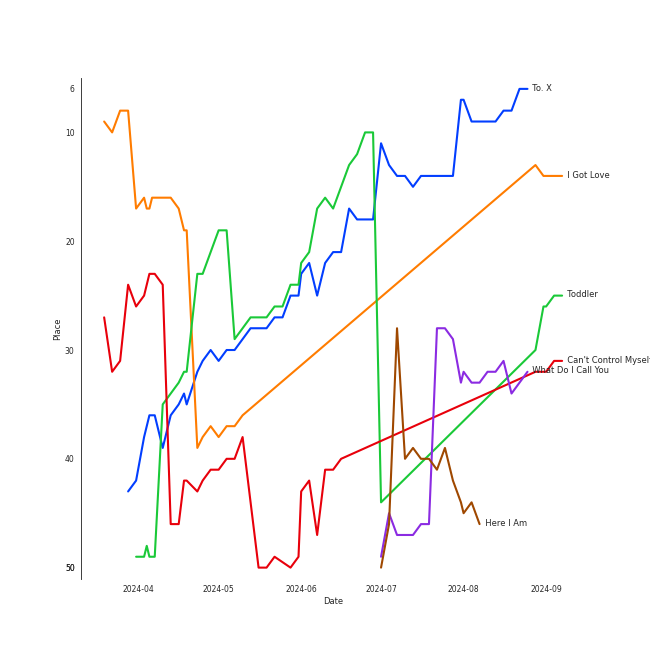 6
10
20
30
40
50
Place
To. X
I Got Love
Toddler
Can't Control Mysel
What Do I Call You
Here I Am
2024-04
2024-05
2024-06
2024-07
2024-08
2024-09
Date